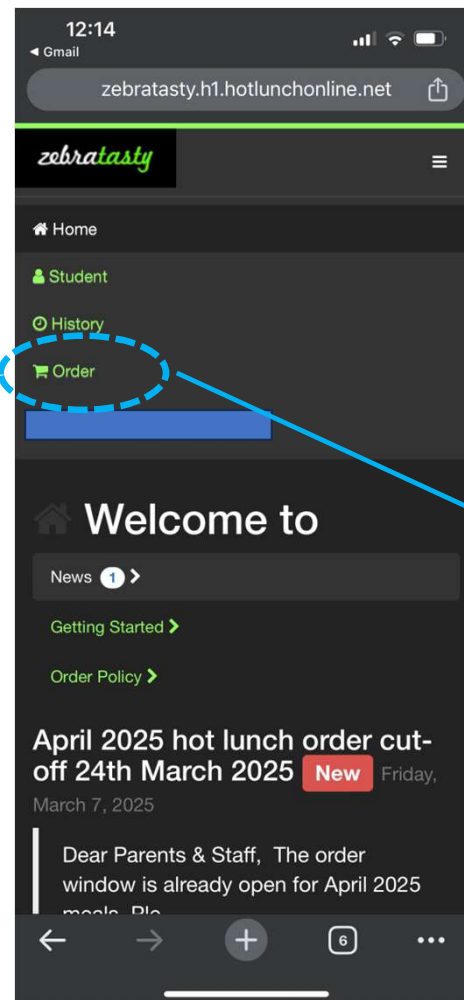 12:14
Gmail
zebratasty.h1.hotlunchonline.net
zebratasty
Home
Student
History
Order
Welcome to
News 1
Getting Started
Order Policy
April 2025 hot lunch order cut-
off 24th March 2025 New Friday,
March 7, 2025
Dear Parents & Staff, The order
window is already open for April 2025
meals. Ple
6